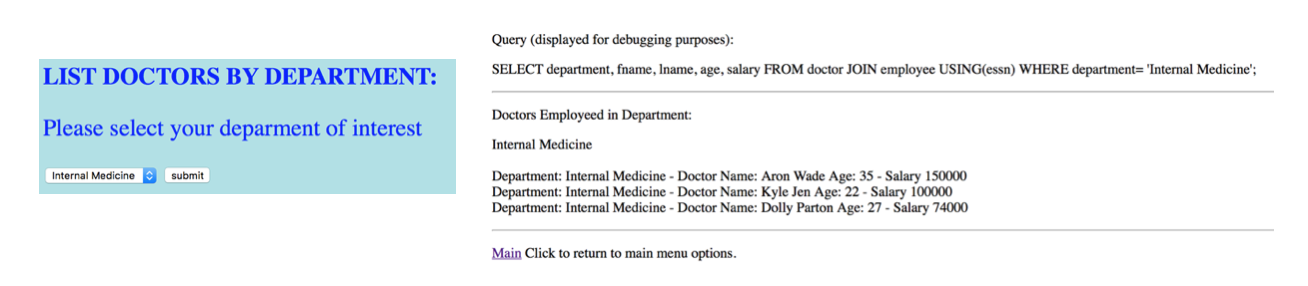 LIST DOCTORS BY DEPARTMENT:
Please select your deparment of interest
Internal Medicine submit
Query (displayed for debugging purposes):
SELECT department, fname, lname, age, salary FROM doctor JOIN employee USING(essn) WHERE department= 'Internal Medicine';
Doctors Employeed in Department:
Internal Medicine
Department: Internal Medicine - Doctor Name: Aron Wade Age: 35 - Salary 150000
Department: Internal Medicine - Doctor Name: Kyle Jen Age: 22 - Salary 100000
Department: Internal Medicine - Doctor Name: Dolly Parton Age: 27 - Salary 74000
Main Click to return to main menu options.